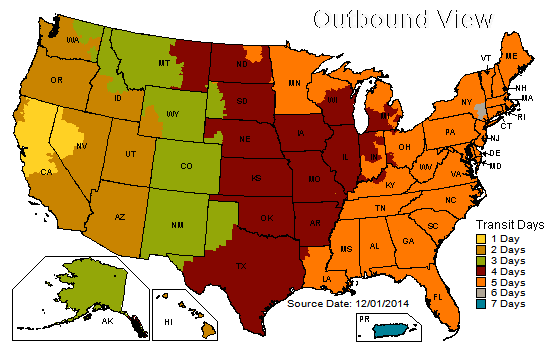 Outbound View
WA
MT
ND
MN
VT
ME
OR
ID
WY
SD
WI
MI
NY
NH
MA
RI
CT
NV
UT
CO
NE
IA
IL
IN
OH
PA
NJ
DE
MD
CA
AZ
NM
KS
MO
KY
WV
VA
NC
OK
AR
TN
SC
TX
LA
MS
AL
GA
FL
AK
HI
PR
Source Date: 12/01/2014
Transit Days
1 Day
2 Days
3 Days
4 Days
5 Days
6 Days
7 Days